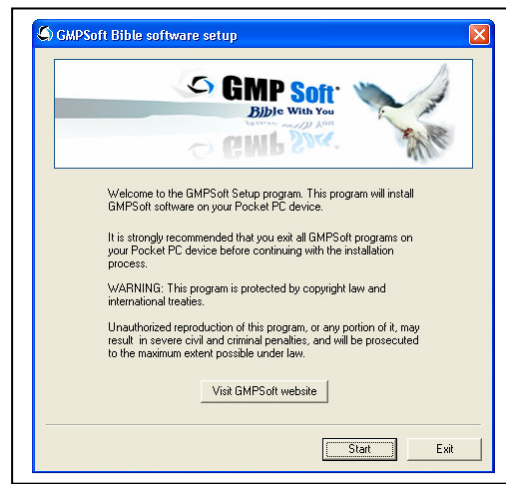 GMPSoft Bible software setup
GMP Soft
Bible With You
Welcome to the GMPSoft Setup program. This program will install
GMPSoft software on your Pocket PC device.
It is strongly recommended that you exit all GMPSoft programs on
your Pocket PC device before continuing with the installation
process.
WARNING: This program is protected by copyright law and
international treaties.
Unauthorized reproduction of this program, or any portion of it, may
result in severe civil and criminal penalties, and will be prosecuted
to the maximum extent possible under law.
Visit GMPSoft website
Start
Exit